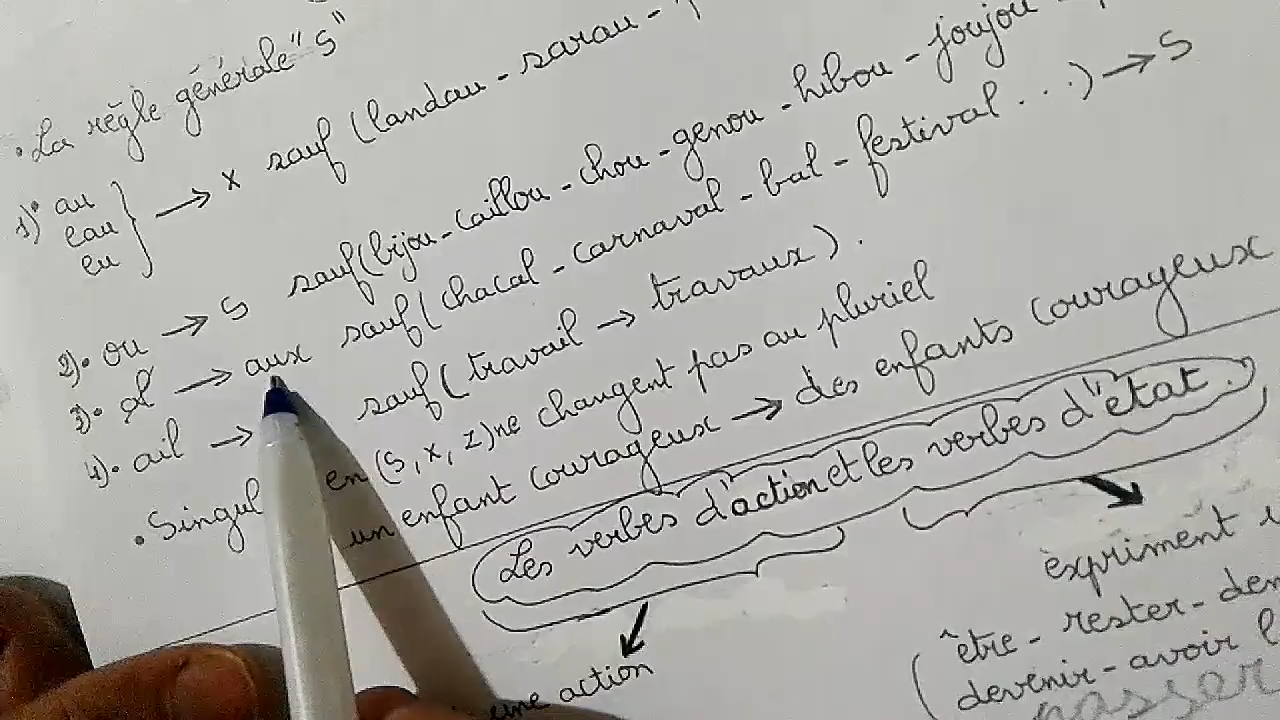 • La règle générale "s"
1)• au
eau
eu
→ x sauf (landau - sarau -
2)• ou → s sauf (bijou - caillou - chou - genou - hibou - joujou
3)• al → aux sauf (chacal - carnaval - bal - festival ...) → s
4)• ail → sauf (travail → travaux).
• Singul en (s, x, z) ne changent pas au pluriel
un enfant courageux → des enfants courageux
Les verbes d'action et les verbes d'état.
une action
expriment
(être - rester -
devenir - avoir l
passer